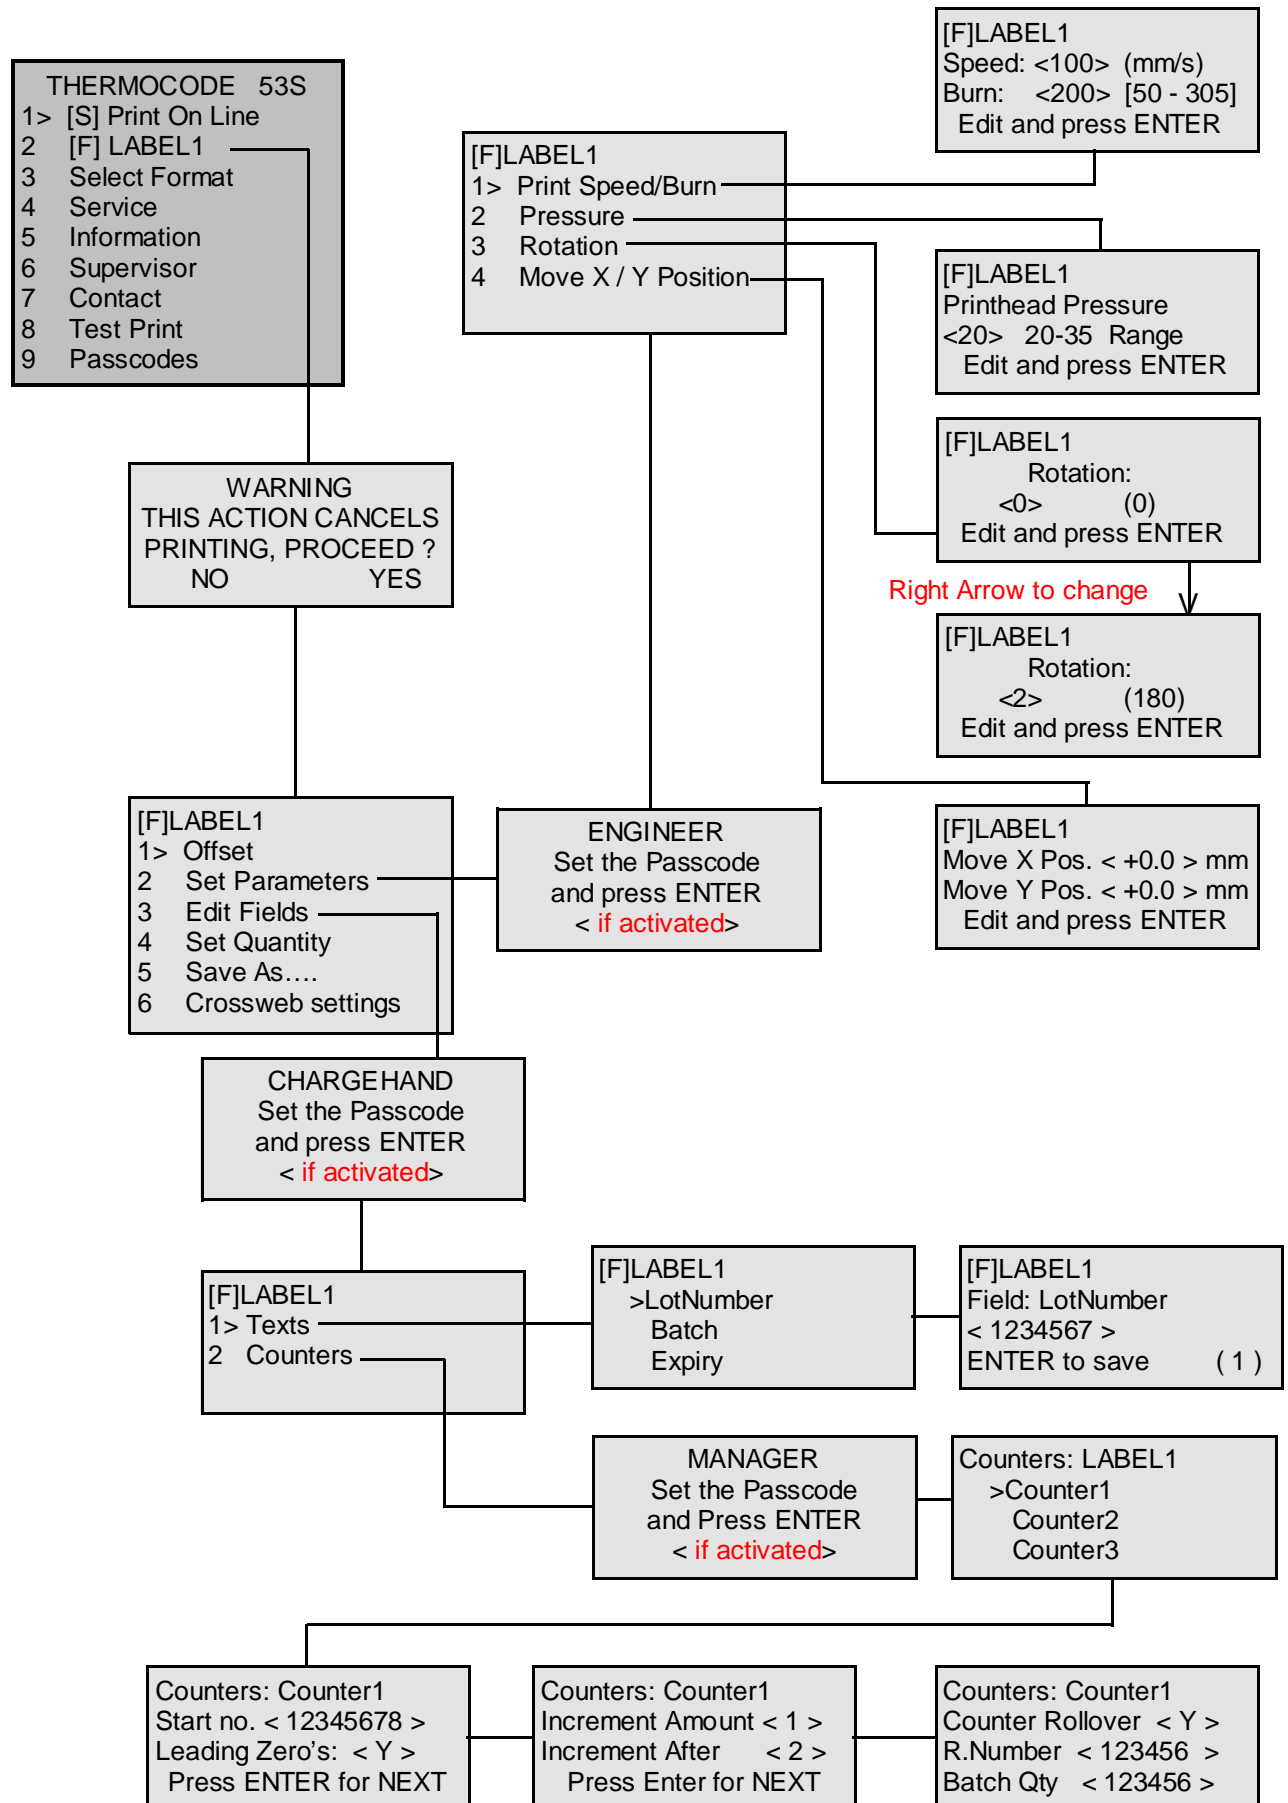 THERMOCODE 53S
1> [S] Print On Line
2 [F] LABEL1
3 Select Format
4 Service
5 Information
6 Supervisor
7 Contact
8 Test Print
9 Passcodes
[F]LABEL1
1> Print Speed/Burn
2 Pressure
3 Rotation
4 Move X / Y Position
[F]LABEL1
Speed: <100> (mm/s)
Burn: <200> [50 - 305]
Edit and press ENTER
[F]LABEL1
Printhead Pressure
<20> 20-35 Range
Edit and press ENTER
[F]LABEL1
Rotation:
<0> (0)
Edit and press ENTER
Right Arrow to change
[F]LABEL1
Rotation:
<2> (180)
Edit and press ENTER
[F]LABEL1
Move X Pos. < +0.0 > mm
Move Y Pos. < +0.0 > mm
Edit and press ENTER
WARNING
THIS ACTION CANCELS
PRINTING, PROCEED ?
NO YES
[F]LABEL1
1> Offset
2 Set Parameters
3 Edit Fields
4 Set Quantity
5 Save As....
6 Crossweb settings
ENGINEER
Set the Passcode
and press ENTER
< if activated>
CHARGEHAND
Set the Passcode
and press ENTER
< if activated>
[F]LABEL1
1> Texts
2 Counters
[F]LABEL1
>LotNumber
Batch
Expiry
[F]LABEL1
Field: LotNumber
< 1234567 >
ENTER to save ( 1 )
MANAGER
Set the Passcode
and Press ENTER
< if activated>
Counters: LABEL1
>Counter1
Counter2
Counter3
Counters: Counter1
Start no. < 12345678 >
Leading Zero's: < Y >
Press ENTER for NEXT
Counters: Counter1
Increment Amount < 1 >
Increment After < 2 >
Press Enter for NEXT
Counters: Counter1
Counter Rollover < Y >
R.Number < 123456 >
Batch Qty < 123456 >